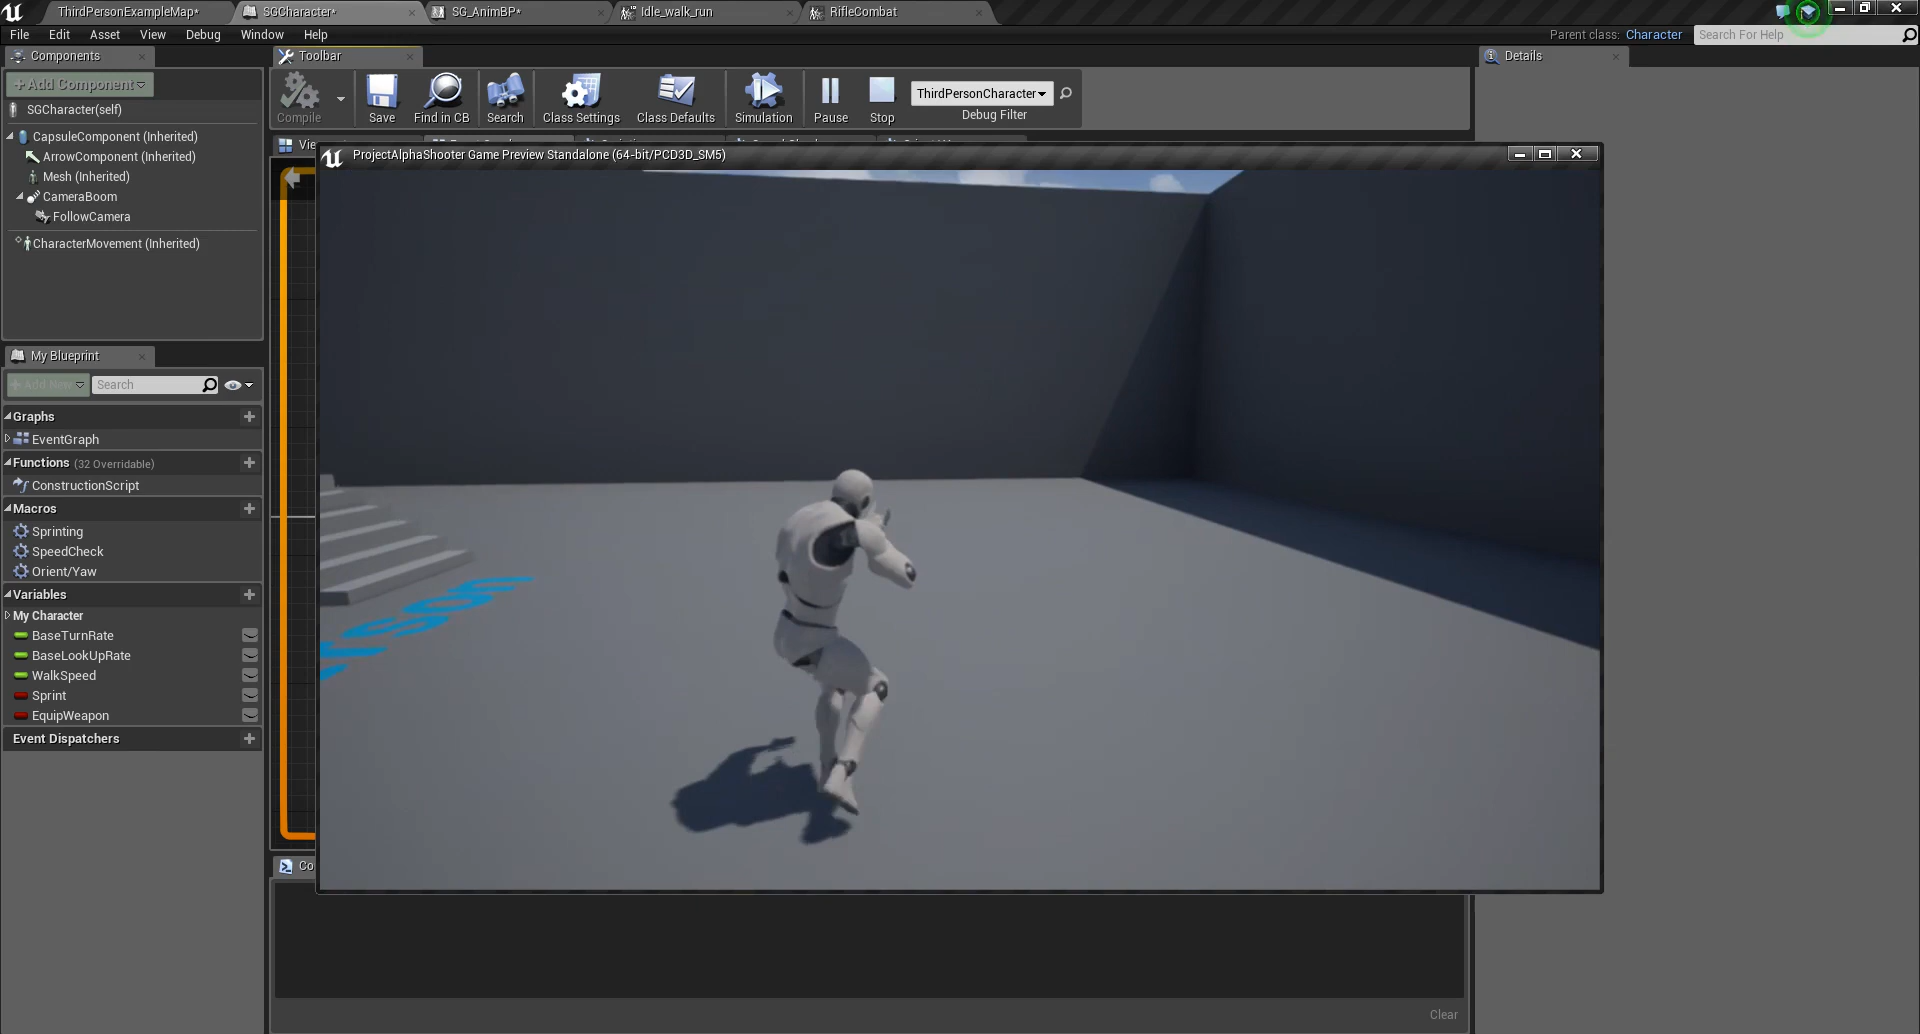 ThirdPersonExampleMap*
SGCharacter*
SG_AnimBP*
Idle_walk_run
RifleCombat
File Edit Asset View Debug Window Help
Parent class: Character
Search For Help
Components
Toolbar
Details
+Add Component
SGCharacter(self)
Compile
Save
Find in CB
Search
Class Settings
Class Defaults
Simulation
Pause
Stop
ThirdPersonCharacter
Debug Filter
CapsuleComponent (Inherited)
ArrowComponent (Inherited)
Mesh (Inherited)
CameraBoom
FollowCamera
CharacterMovement (Inherited)
ProjectAlphaShooter Game Preview Standalone (64-bit/PCD3D_SM5)
My Blueprint
+ Add New
Search
Graphs
EventGraph
Functions (32 Overridable)
ConstructionScript
Macros
Sprinting
SpeedCheck
Orient/Yaw
Variables
My Character
BaseTurnRate
BaseLookUpRate
WalkSpeed
Sprint
EquipWeapon
Event Dispatchers
Clear